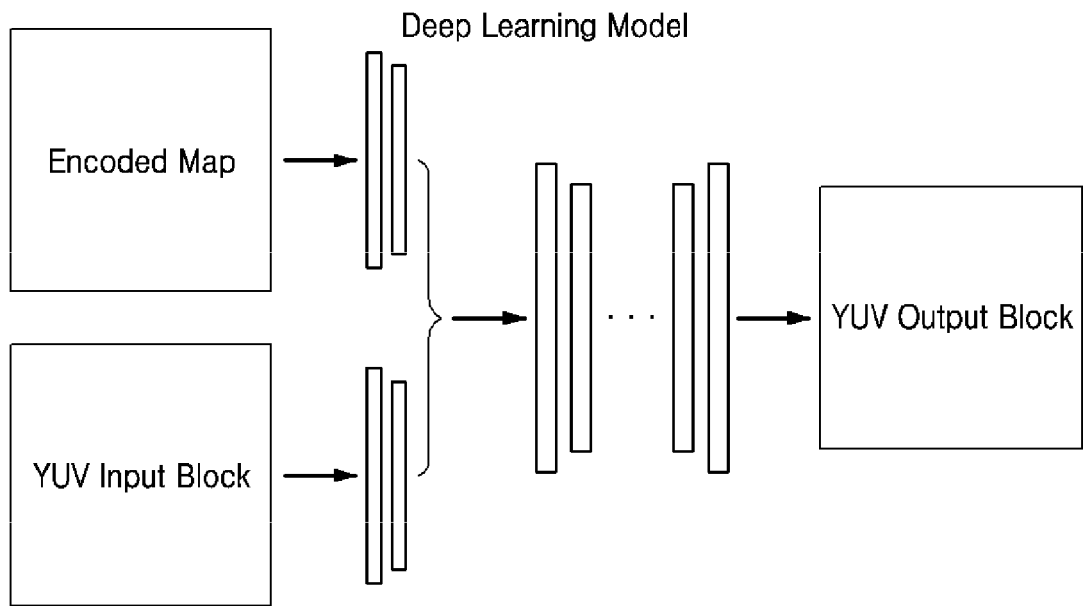 Deep Learning Model
Encoded Map
YUV Input Block
. . .
YUV Output Block